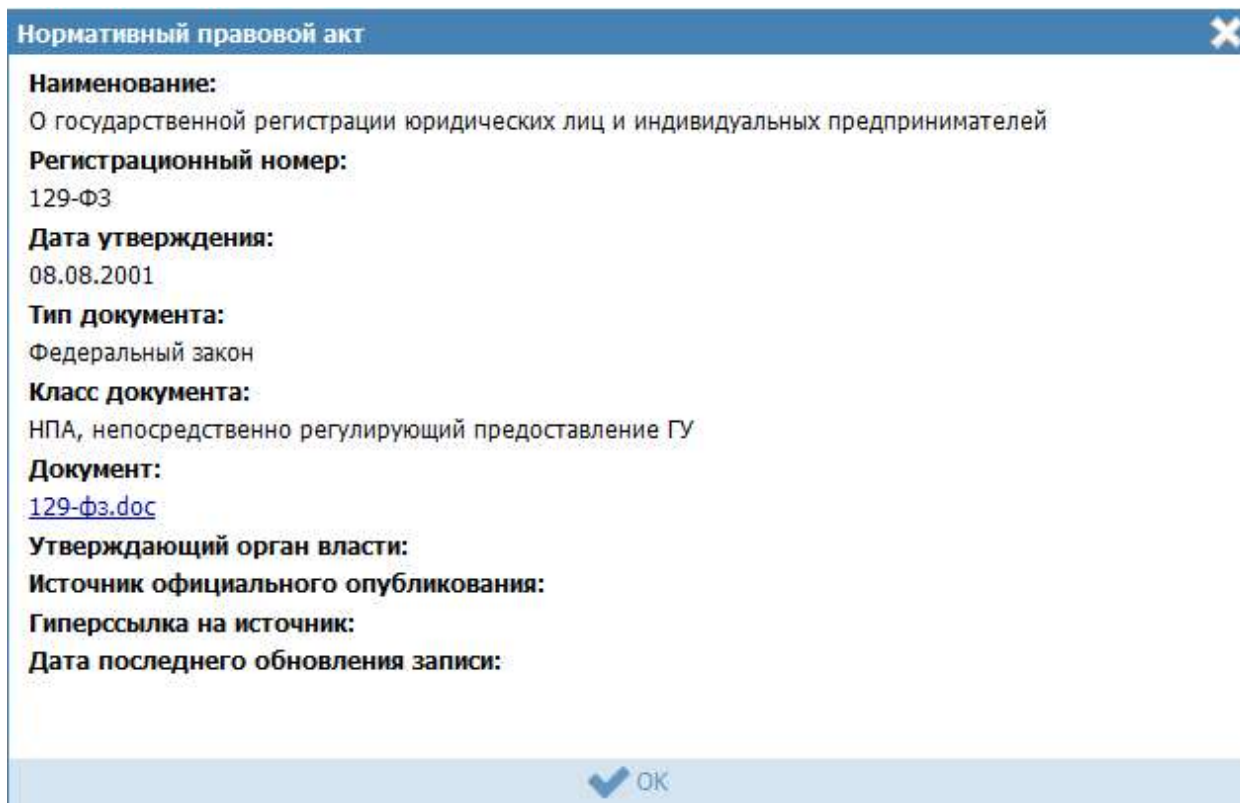 Нормативный правовой акт
Наименование:
О государственной регистрации юридических лиц и индивидуальных предпринимателей
Регистрационный номер:
129-ФЗ
Дата утверждения:
08.08.2001
Тип документа:
Федеральный закон
Класс документа:
НПА, непосредственно регулирующий предоставление ГУ
Документ:
129-фз.doc
Утверждающий орган власти:
Источник официального опубликования:
Гиперссылка на источник:
Дата последнего обновления записи:
ОК